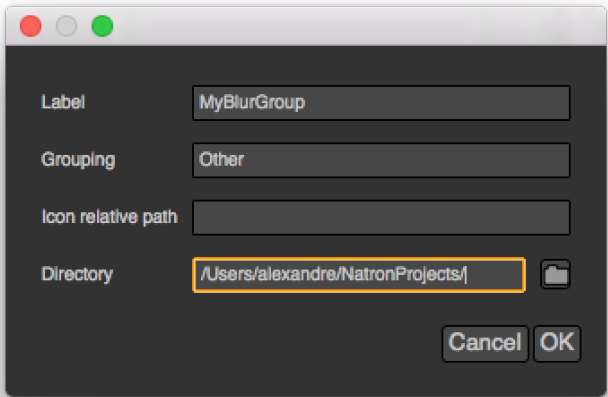 Label MyBlurGroup
Grouping Other
Icon relative path
Directory /Users/alexandre/NatronProjects/
Cancel OK